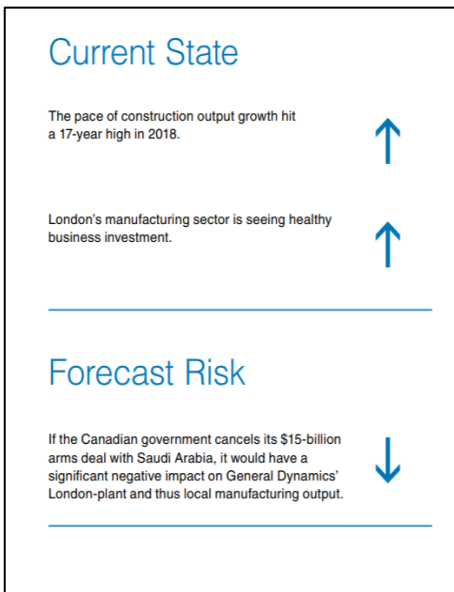 Current State
The pace of construction output growth hit
a 17-year high in 2018.
London's manufacturing sector is seeing healthy
business investment.
Forecast Risk
If the Canadian government cancels its $15-billion
arms deal with Saudi Arabia, it would have a
significant negative impact on General Dynamics'
London-plant and thus local manufacturing output.